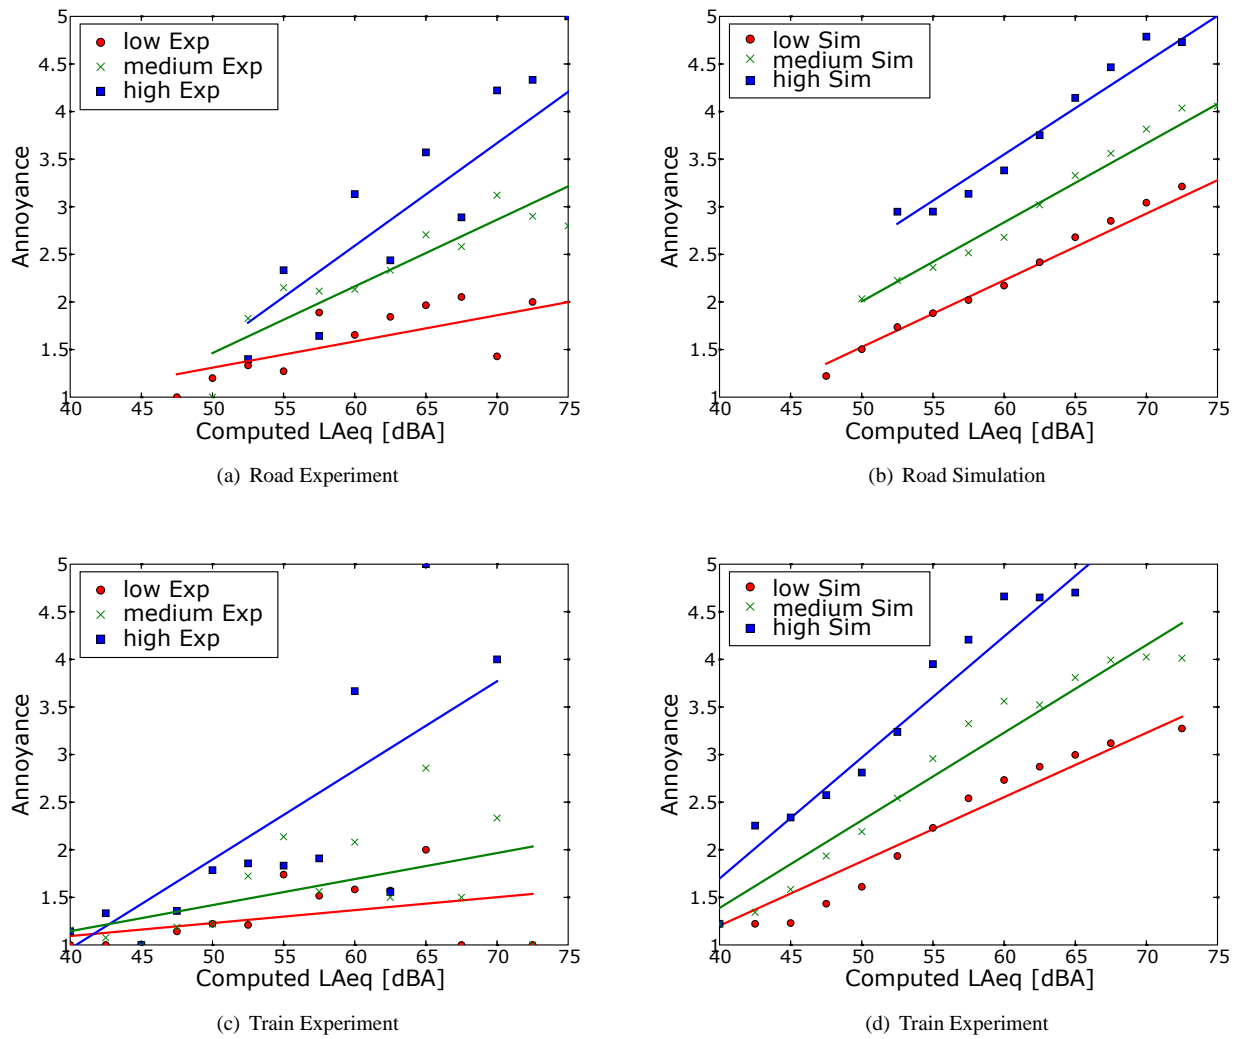 low Exp
medium Exp
high Exp
5
4.5
4
3.5
3
2.5
2
1.5
1
Annoyance
40 45 50 55 60 65 70 75
Computed LAeq [dBA]
(a) Road Experiment
low Sim
medium Sim
high Sim
5
4.5
4
3.5
3
2.5
2
1.5
1
Annoyance
40 45 50 55 60 65 70 75
Computed LAeq [dBA]
(b) Road Simulation
low Exp
medium Exp
high Exp
5
4.5
4
3.5
3
2.5
2
1.5
1
Annoyance
40 45 50 55 60 65 70 75
Computed LAeq [dBA]
(c) Train Experiment
low Sim
medium Sim
high Sim
5
4.5
4
3.5
3
2.5
2
1.5
1
Annoyance
40 45 50 55 60 65 70 75
Computed LAeq [dBA]
(d) Train Experiment